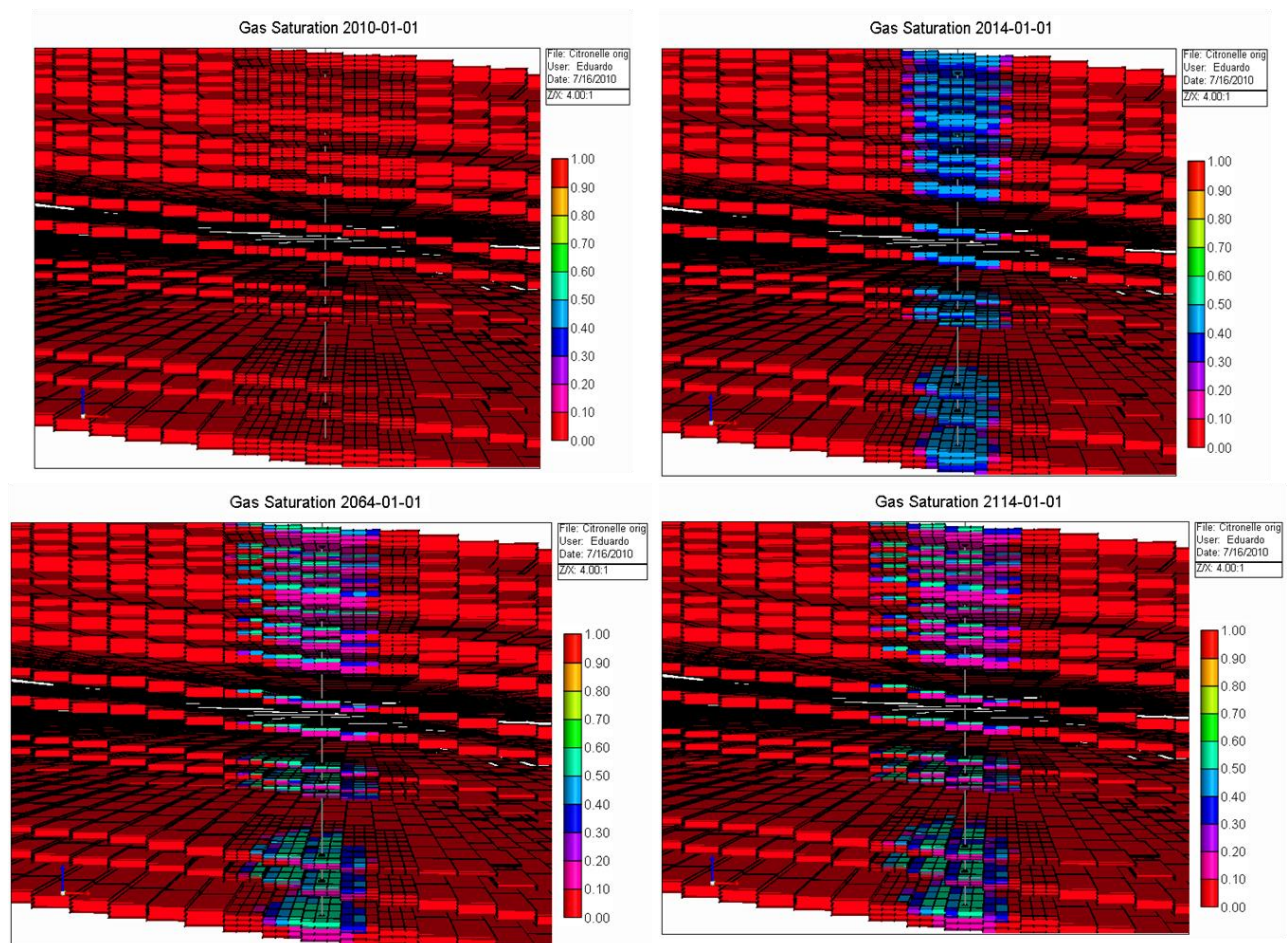 Gas Saturation 2010-01-01
File: Citronelle orig
User: Eduardo
Date: 7/16/2010
Z/X: 4.00:1
1.00
0.90
0.80
0.70
0.60
0.50
0.40
0.30
0.20
0.10
0.00
Gas Saturation 2014-01-01
File: Citronelle orig
User: Eduardo
Date: 7/16/2010
Z/X: 4.00:1
1.00
0.90
0.80
0.70
0.60
0.50
0.40
0.30
0.20
0.10
0.00
Gas Saturation 2064-01-01
File: Citronelle orig
User: Eduardo
Date: 7/16/2010
Z/X: 4.00:1
1.00
0.90
0.80
0.70
0.60
0.50
0.40
0.30
0.20
0.10
0.00
Gas Saturation 2114-01-01
File: Citronelle orig
User: Eduardo
Date: 7/16/2010
Z/X: 4.00:1
1.00
0.90
0.80
0.70
0.60
0.50
0.40
0.30
0.20
0.10
0.00